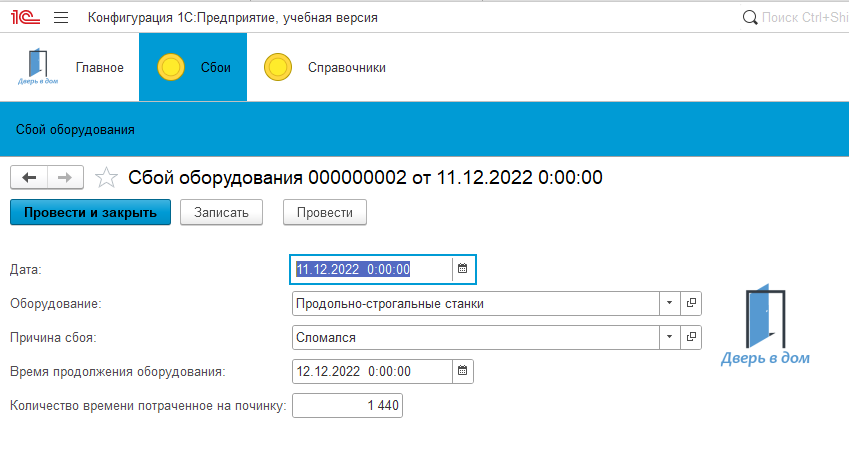 1С Конфигурация 1С:Предприятие, учебная версия Поиск Ctrl+Shi
Дверь в дом Главное Сбои Справочники
Сбой оборудования
Сбой оборудования 000000002 от 11.12.2022 0:00:00
Провести и закрыть Записать Провести
Дата: 11.12.2022 0:00:00
Оборудование: Продольно-строгальные станки
Причина сбоя: Сломался
Дверь в дом
Время продолжения оборудования: 12.12.2022 0:00:00
Количество времени потраченное на починку: 1 440